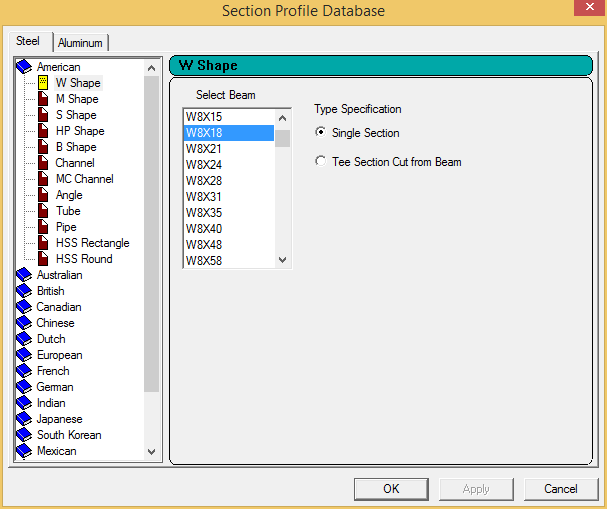 Section Profile Database
Steel
Aluminum
American
W Shape
M Shape
S Shape
HP Shape
B Shape
Channel
MC Channel
Angle
Tube
Pipe
HSS Rectangle
HSS Round
Australian
British
Canadian
Chinese
Dutch
European
French
German
Indian
Japanese
South Korean
Mexican
W Shape
Select Beam
W8X15
W8X18
W8X21
W8X24
W8X28
W8X31
W8X35
W8X40
W8X48
W8X58
Type Specification
Single Section
Tee Section Cut from Beam
OK
Apply
Cancel